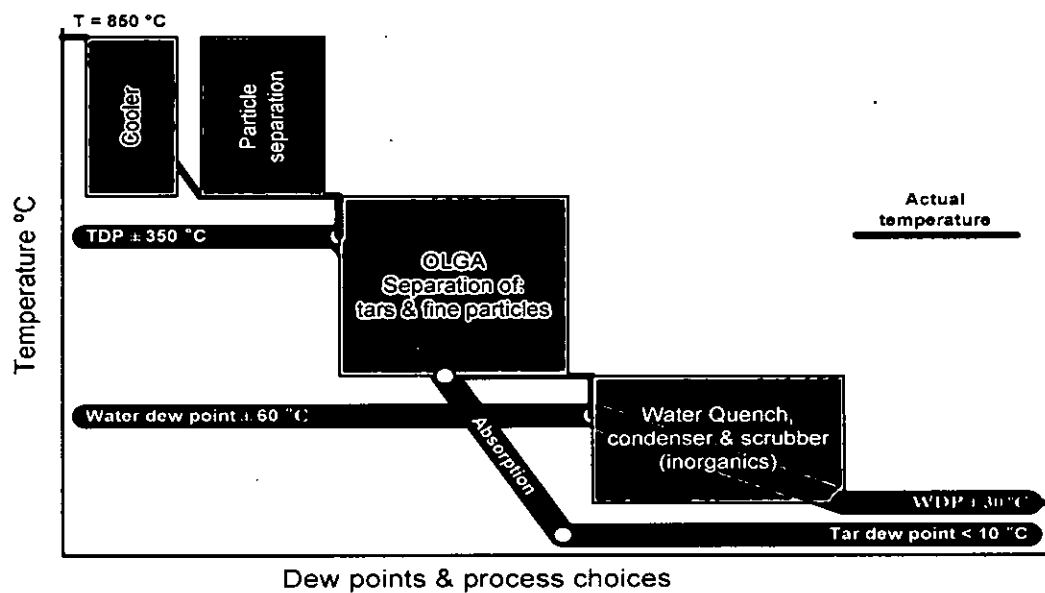 T = 850 °C
Cooler
Particle
separation
Actual
temperature
TDP ± 350 °C
OLGA
Separation of:
tars & fine particles
Temperature ºC
Water dew point ± 60 °C
Absorption
Water Quench,
condenser & scrubber
(inorganics)
WDP ± 30 °C
Tar dew point < 10 °C
Dew points & process choices